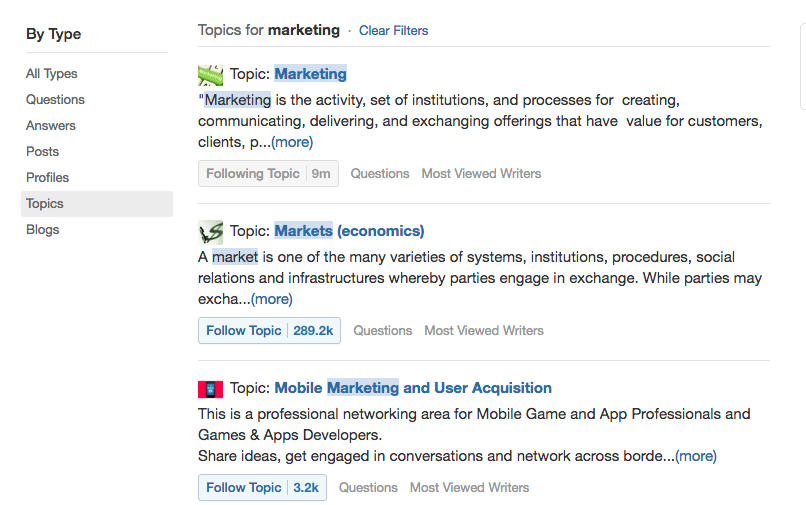 By Type
All Types
Questions
Answers
Posts
Profiles
Topics
Blogs
Topics for marketing · Clear Filters
Topic: Marketing
"Marketing is the activity, set of institutions, and processes for creating,
communicating, delivering, and exchanging offerings that have value for customers,
clients, p...(more)
Following Topic 9m Questions Most Viewed Writers
Topic: Markets (economics)
A market is one of the many varieties of systems, institutions, procedures, social
relations and infrastructures whereby parties engage in exchange. While parties may
excha...(more)
Follow Topic 289.2k Questions Most Viewed Writers
Topic: Mobile Marketing and User Acquisition
This is a professional networking area for Mobile Game and App Professionals and
Games & Apps Developers.
Share ideas, get engaged in conversations and network across borde...(more)
Follow Topic 3.2k Questions Most Viewed Writers